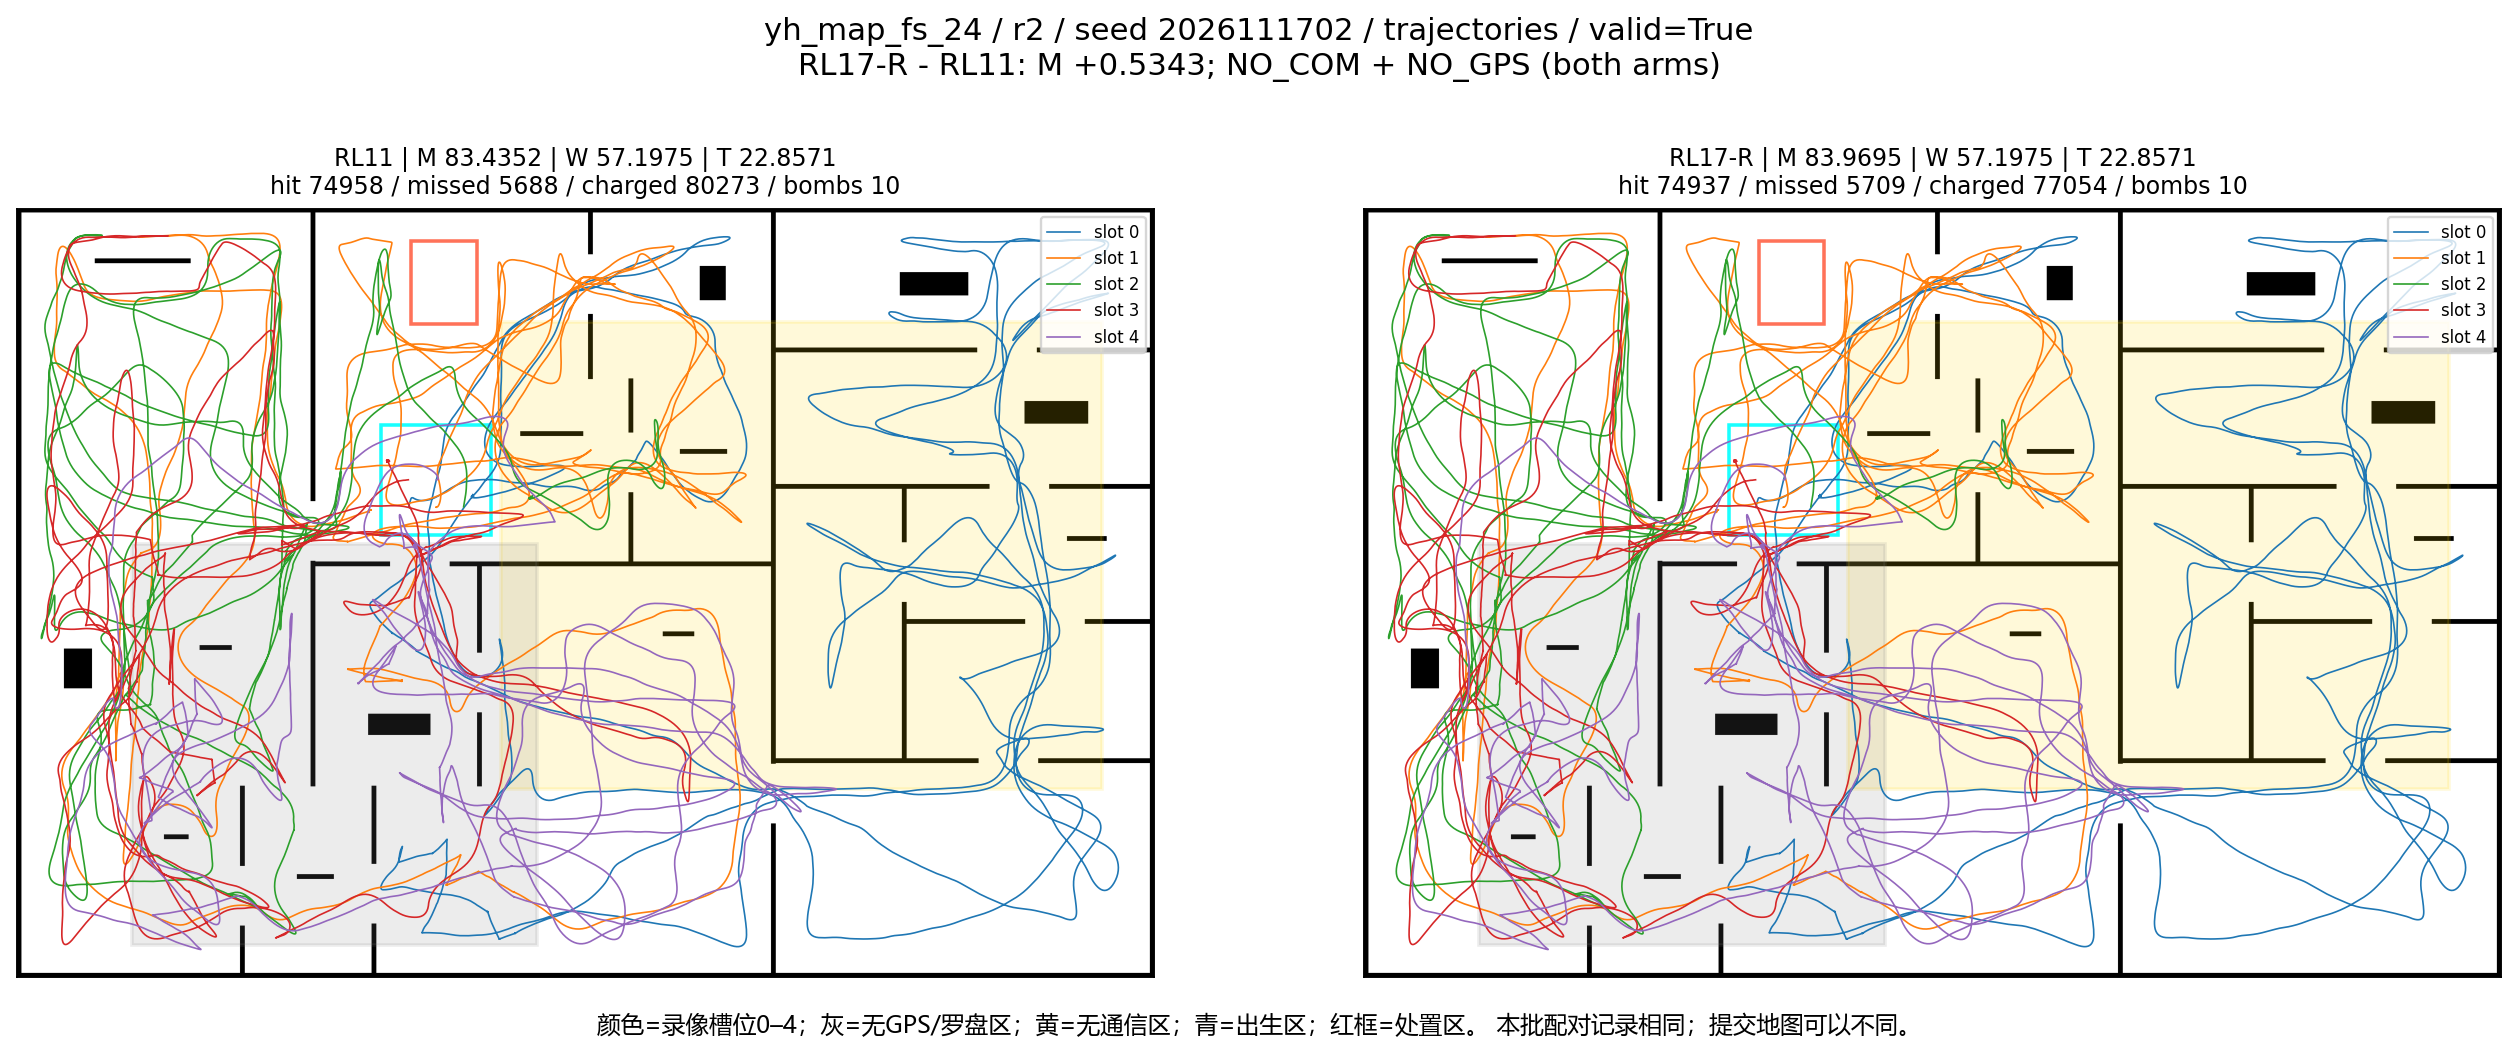 yh_map_fs_24 / r2 / seed 2026111702 / trajectories / valid=True
RL17-R - RL11: M +0.5343; NO_COM + NO_GPS (both arms)
RL11 | M 83.4352 | W 57.1975 | T 22.8571
hit 74958 / missed 5688 / charged 80273 / bombs 10
slot 0
slot 1
slot 2
slot 3
slot 4
RL17-R | M 83.9695 | W 57.1975 | T 22.8571
hit 74937 / missed 5709 / charged 77054 / bombs 10
slot 0
slot 1
slot 2
slot 3
slot 4
颜色=录像槽位0–4；灰=无GPS/罗盘区；黄=无通信区；青=出生区；红框=处置区。 本批配对记录相同；提交地图可以不同。